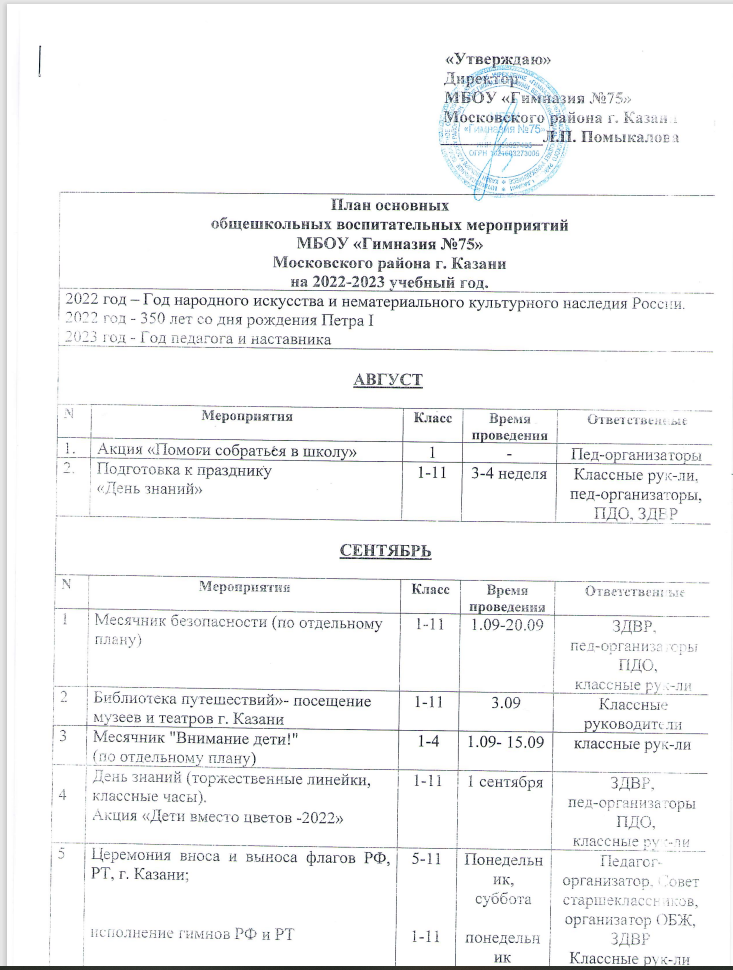 «Утверждаю»
Директор
МБОУ «Гимназия №75»
Московского района г. Казани
Л.П. Помыкалова
«Гимназия №75»
План основных
общешкольных воспитательных мероприятий
МБОУ «Гимназия №75»
Московского района г. Казани
на 2022-2023 учебный год.
2022 год – Год народного искусства и нематериального культурного наследия России.
2022 год - 350 лет со дня рождения Петра I
2023 год - Год педагога и наставника
АВГУСТ
N Мероприятия Класс Время Ответственные
проведения
1. Акция «Помоги собраться в школу» 1 - Пед-организаторы
2. Подготовка к празднику 1-11 3-4 неделя Классные рук-ли,
«День знаний» пед-организаторы,
ПДО, ЗДВР
СЕНТЯБРЬ
N Мероприятия Класс Время Ответственные
проведения
1 Месячник безопасности (по отдельному 1-11 1.09-20.09 ЗДВР,
плану) пед-организаторы
ПДО,
классные рук-ли
2 Библиотека путешествий»- посещение 1-11 3.09 Классные
музеев и театров г. Казани руководители
3 Месячник "Внимание дети!" 1-4 1.09- 15.09 классные рук-ли
(по отдельному плану)
День знаний (торжественные линейки, 1-11 1 сентября ЗДВР,
4 классные часы). пед-организаторы
Акция «Дети вместо цветов -2022» ПДО,
классные рук-ли
5 Церемония вноса и выноса флагов РФ, 5-11 Понедельн Педагог-
РТ, г. Казани; ик, организатор, Совет
суббота старшеклассников,
организатор ОБЖ,
исполнение гимнов РФ и РТ 1-11 понедельн ЗДВР
ик Классные рук-ли